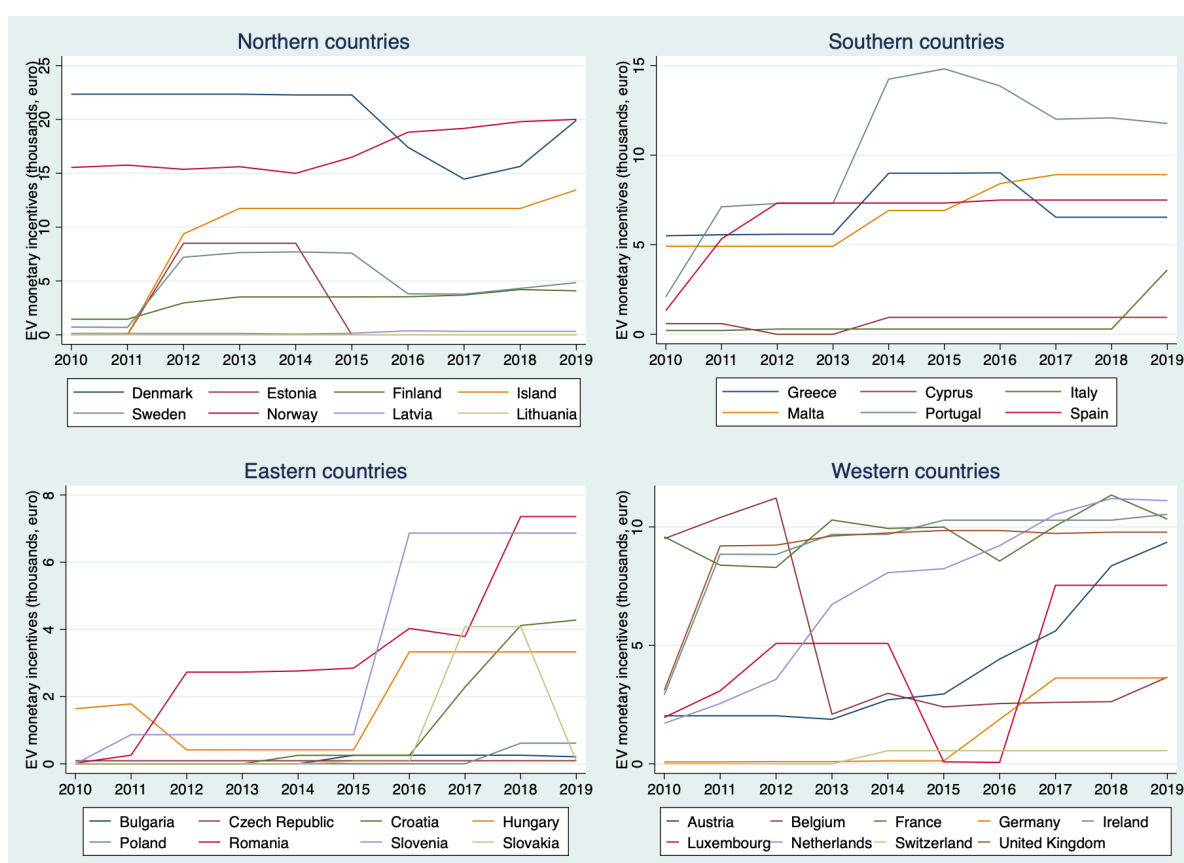 Northern countries
EV monetary incentives (thousands, euro)
25
20
15
10
5
0
2010 2011 2012 2013 2014 2015 2016 2017 2018 2019
Denmark Estonia Finland Island
Sweden Norway Latvia Lithuania
Southern countries
EV monetary incentives (thousands, euro)
15
10
5
0
2010 2011 2012 2013 2014 2015 2016 2017 2018 2019
Greece Cyprus Italy
Malta Portugal Spain
Eastern countries
EV monetary incentives (thousands, euro)
8
6
4
2
0
2010 2011 2012 2013 2014 2015 2016 2017 2018 2019
Bulgaria Czech Republic Croatia Hungary
Poland Romania Slovenia Slovakia
Western countries
EV monetary incentives (thousands, euro)
10
5
0
2010 2011 2012 2013 2014 2015 2016 2017 2018 2019
Austria Belgium France Germany Ireland
Luxembourg Netherlands Switzerland United Kingdom